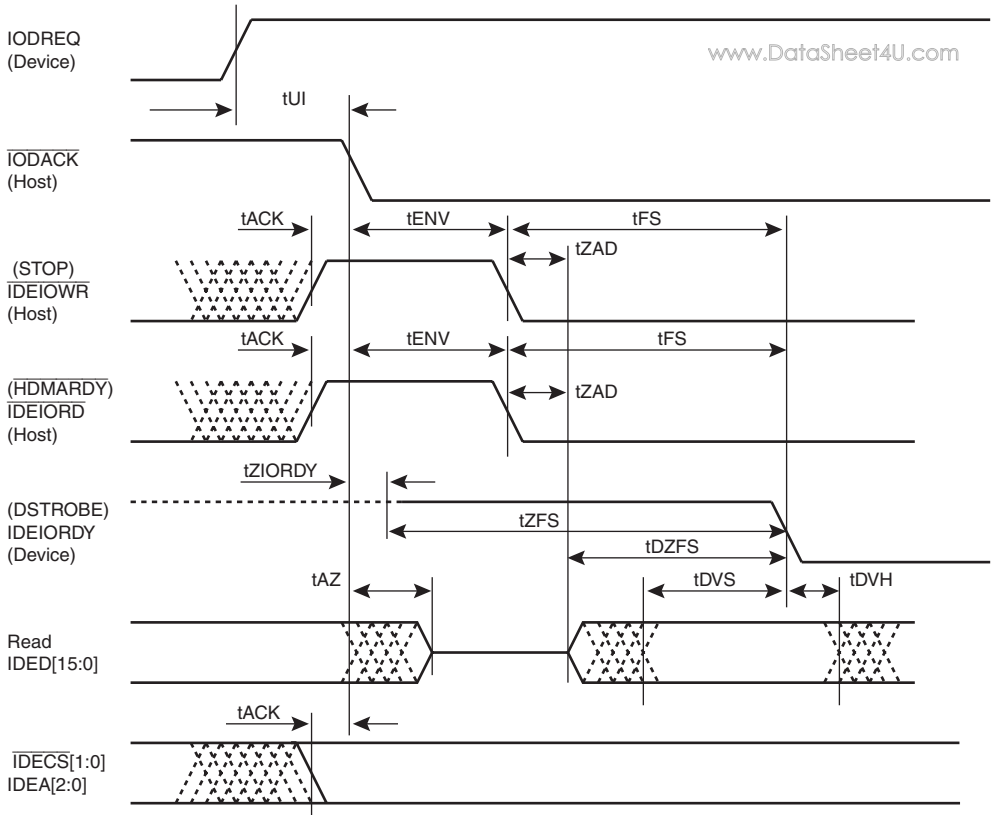 IODREQ
(Device)
www.DataSheet4U.com
tUI
IODACK
(Host)
tACK
tENV
tFS
tZAD
(STOP)
IDEIOWR
(Host)
tACK
tENV
tFS
tZAD
(HDMARDY)
IDEIORD
(Host)
tZIORDY
(DSTROBE)
IDEIORDY
(Device)
tZFS
tDZFS
tAZ
tDVS
tDVH
Read
IDED[15:0]
tACK
IDECS[1:0]
IDEA[2:0]